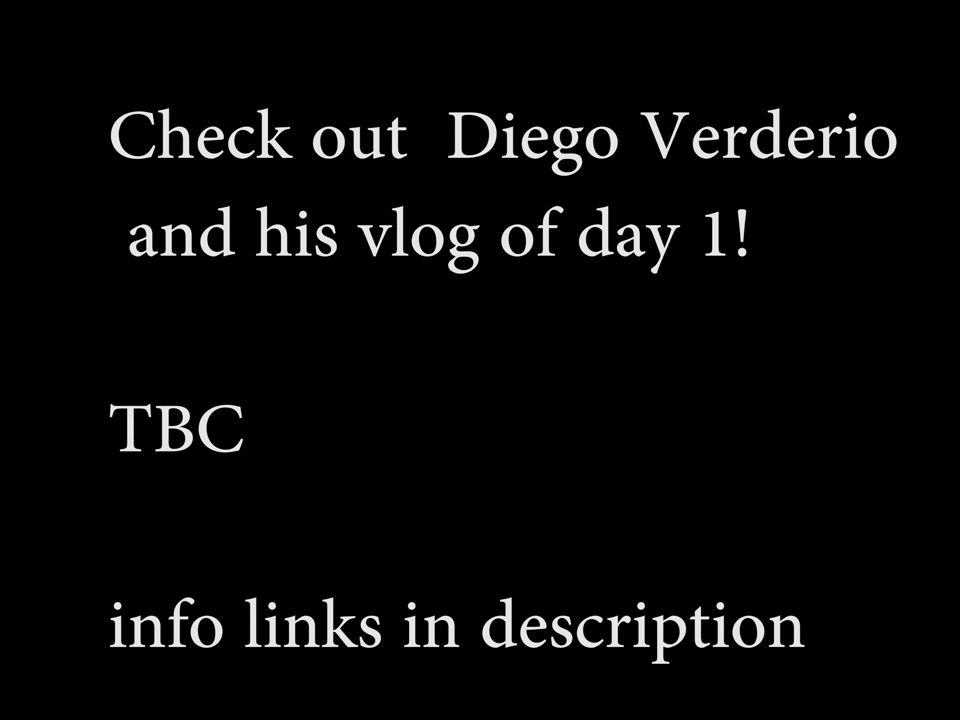 Check out Diego Verderio
and his vlog of day 1!
TBC
info links in description